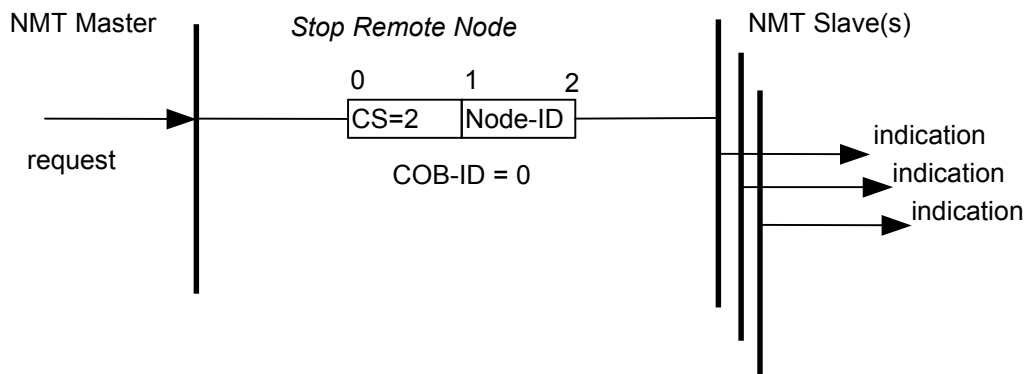 NMT Master
Stop Remote Node
NMT Slave(s)
0 1 2
CS=2 Node-ID
request
COB-ID = 0
indication
indication
indication